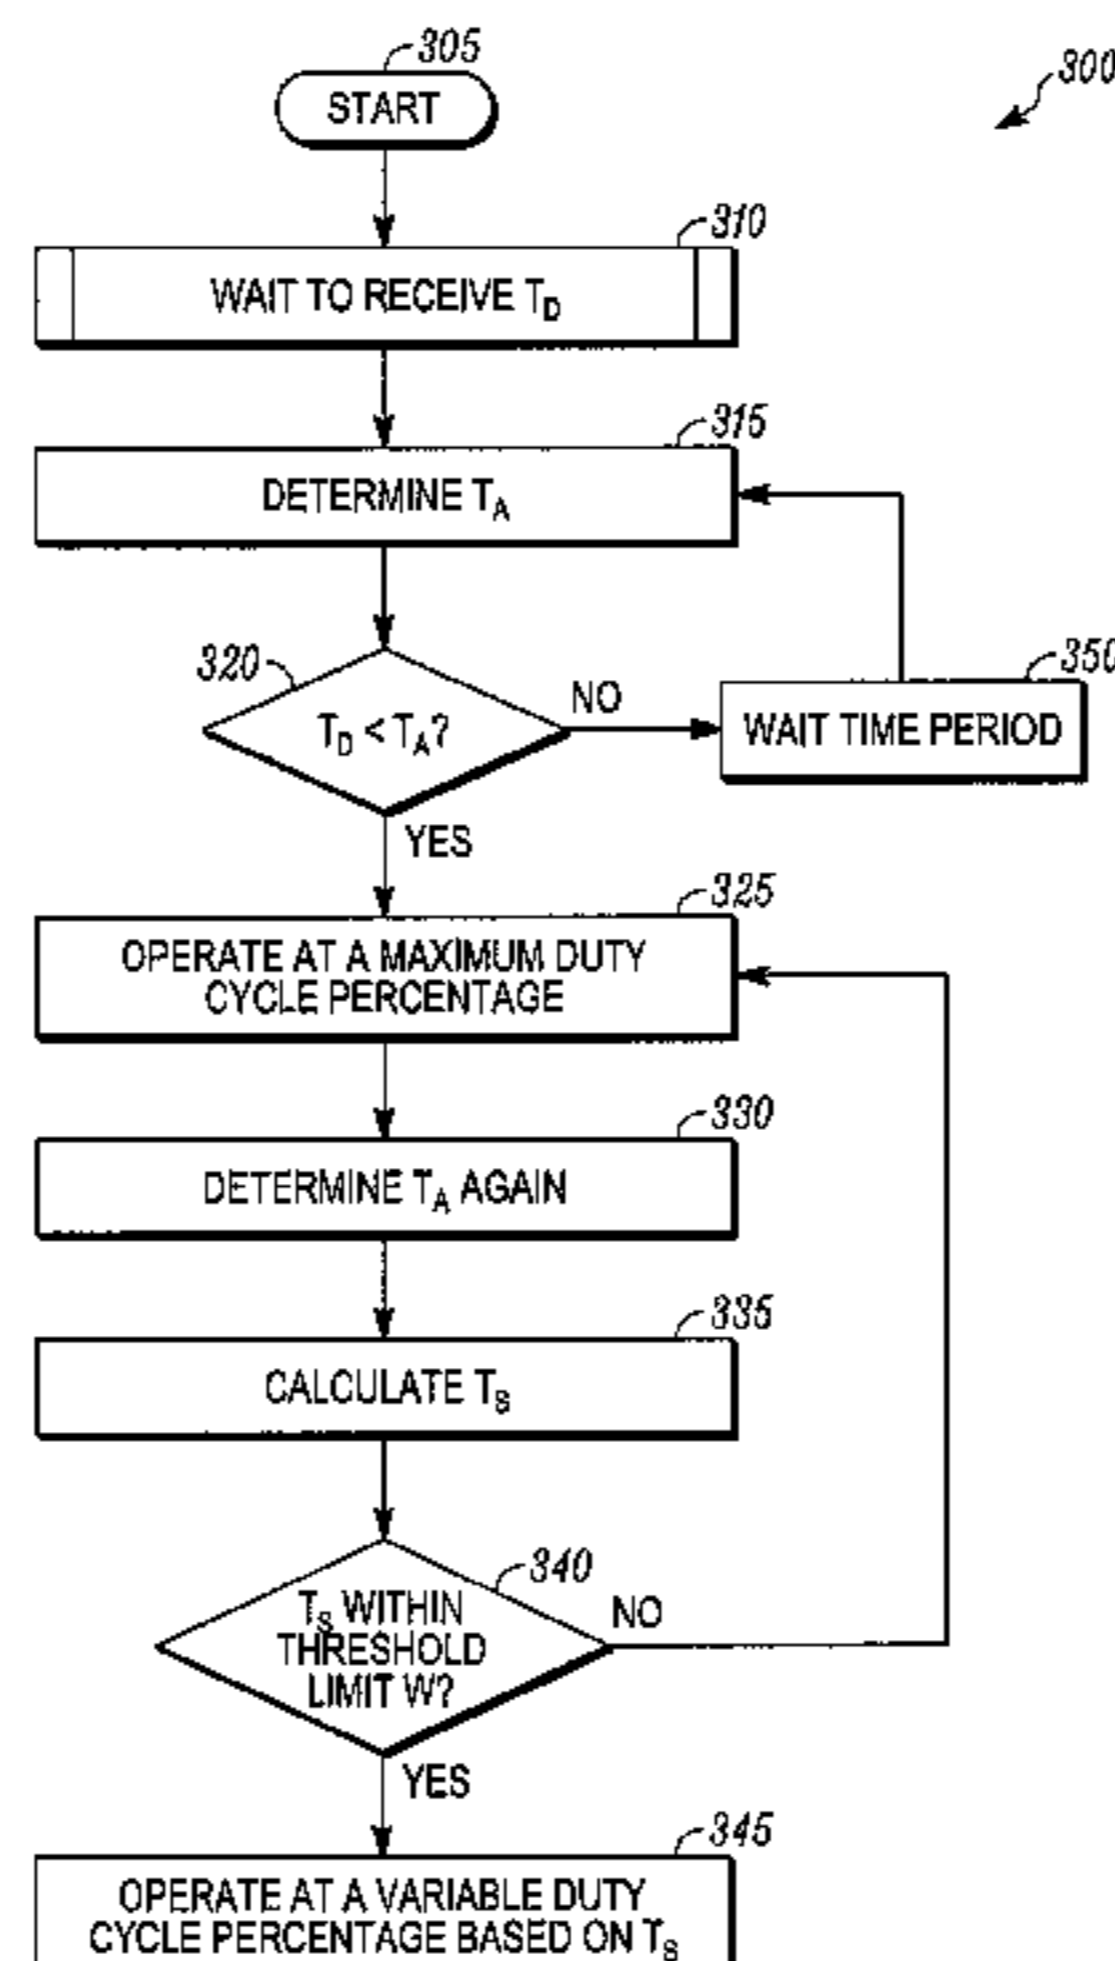 305
START
300
310
WAIT TO RECEIVE T_D
315
DETERMINE T_A
320
T_D < T_A?
NO
350
WAIT TIME PERIOD
YES
325
OPERATE AT A MAXIMUM DUTY
CYCLE PERCENTAGE
330
DETERMINE T_A AGAIN
335
CALCULATE T_S
340
T_S WITHIN
THRESHOLD
LIMIT W?
NO
YES
345
OPERATE AT A VARIABLE DUTY
CYCLE PERCENTAGE BASED ON T_S